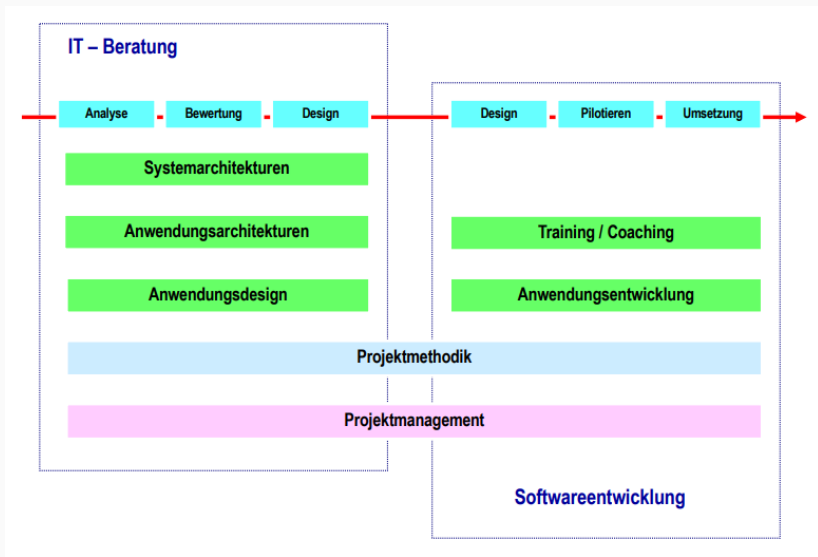 IT – Beratung
Analyse
Bewertung
Design
Design
Pilotieren
Umsetzung
Systemarchitekturen
Anwendungsarchitekturen
Training / Coaching
Anwendungsdesign
Anwendungsentwicklung
Projektmethodik
Projektmanagement
Softwareentwicklung